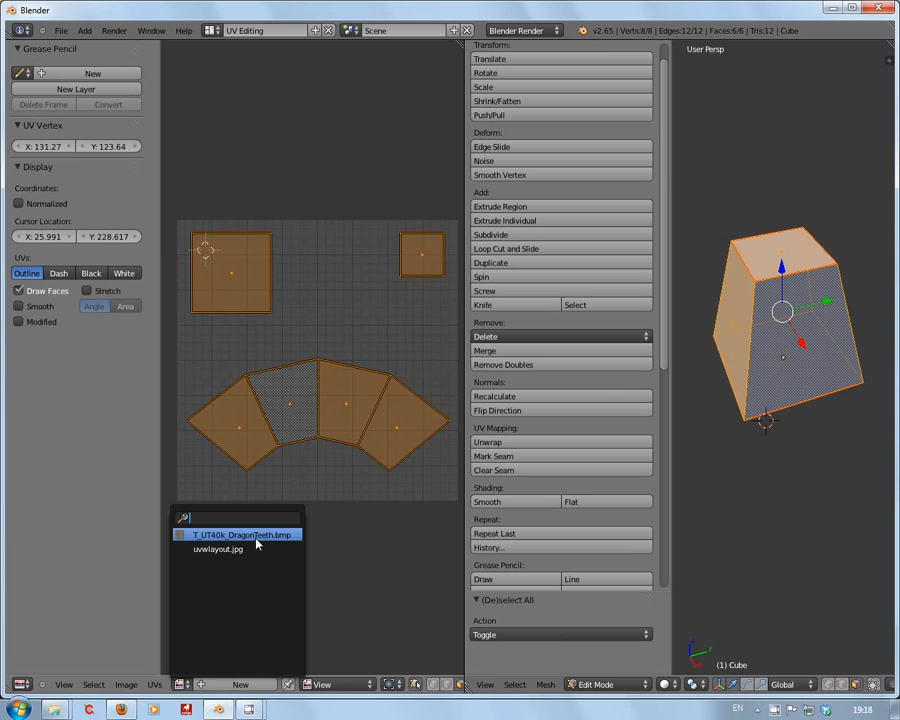 Blender
File Add Render Window Help UV Editing Scene Blender Render v2.65 | Verts:8/8 | Edges:12/12 | Faces:6/6 | Tris:12 | Cube
Grease Pencil
New
New Layer
Delete Frame Convert
UV Vertex
X: 131.27 Y: 123.64
Display
Coordinates:
Normalized
Cursor Location:
X: 25.991 Y: 228.617
UVs:
Outline Dash Black White
Draw Faces Stretch
Smooth Angle Area
Modified
T_UT40k_DragonTeeth.bmp
uvwlayout.jpg
View Select Image UVs New View
Transform:
Translate
Rotate
Scale
Shrink/Fatten
Push/Pull
Deform:
Edge Slide
Noise
Smooth Vertex
Add:
Extrude Region
Extrude Individual
Subdivide
Loop Cut and Slide
Duplicate
Spin
Screw
Knife Select
Remove:
Delete
Merge
Remove Doubles
Normals:
Recalculate
Flip Direction
UV Mapping:
Unwrap
Mark Seam
Clear Seam
Shading:
Smooth Flat
Repeat:
Repeat Last
History...
Grease Pencil:
Draw Line
(De)select All
Action
Toggle
User Persp
z
y
x
(1) Cube
View Select Mesh Edit Mode Global
EN 19:18